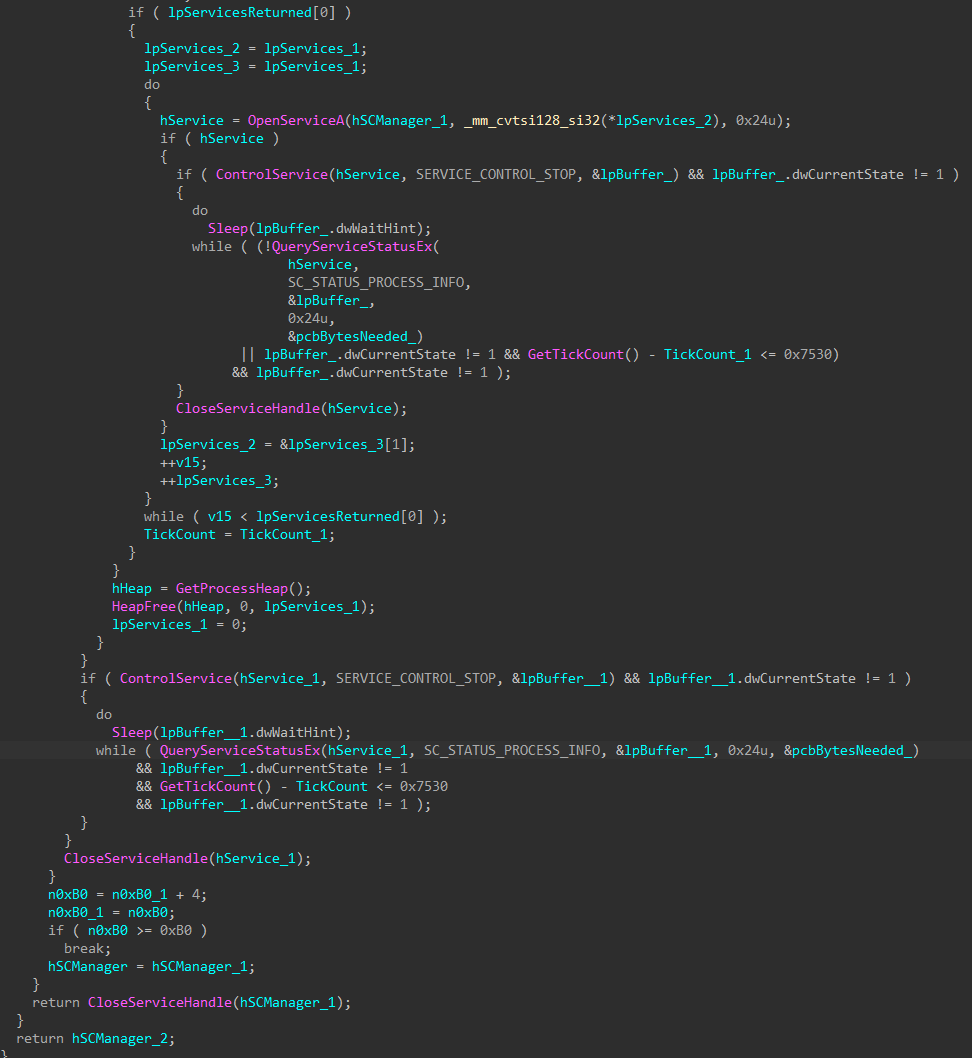 if ( lpServicesReturned[0] )
{
lpServices_2 = lpServices_1;
lpServices_3 = lpServices_1;
do
{
hService = OpenServiceA(hSCManager_1, _mm_cvtsi128_si32(*lpServices_2), 0x24u);
if ( hService )
{
if ( ControlService(hService, SERVICE_CONTROL_STOP, &lpBuffer_) && lpBuffer_.dwCurrentState != 1 )
{
do
Sleep(lpBuffer_.dwWaitHint);
while ( (!QueryServiceStatusEx(
hService,
SC_STATUS_PROCESS_INFO,
&lpBuffer_,
0x24u,
&pcbBytesNeeded_)
|| lpBuffer_.dwCurrentState != 1 && GetTickCount() - TickCount_1 <= 0x7530)
&& lpBuffer_.dwCurrentState != 1 );
}
CloseServiceHandle(hService);
}
lpServices_2 = &lpServices_3[1];
++v15;
++lpServices_3;
}
while ( v15 < lpServicesReturned[0] );
TickCount = TickCount_1;
}
}
hHeap = GetProcessHeap();
HeapFree(hHeap, 0, lpServices_1);
lpServices_1 = 0;
}
}
if ( ControlService(hService_1, SERVICE_CONTROL_STOP, &lpBuffer__1) && lpBuffer__1.dwCurrentState != 1 )
{
do
Sleep(lpBuffer__1.dwWaitHint);
while ( QueryServiceStatusEx(hService_1, SC_STATUS_PROCESS_INFO, &lpBuffer__1, 0x24u, &pcbBytesNeeded_)
&& lpBuffer__1.dwCurrentState != 1
&& GetTickCount() - TickCount <= 0x7530
&& lpBuffer__1.dwCurrentState != 1 );
}
}
CloseServiceHandle(hService_1);
}
n0xB0 = n0xB0_1 + 4;
n0xB0_1 = n0xB0;
if ( n0xB0 >= 0xB0 )
break;
hSCManager = hSCManager_1;
}
return CloseServiceHandle(hSCManager_1);
}
return hSCManager_2;
}